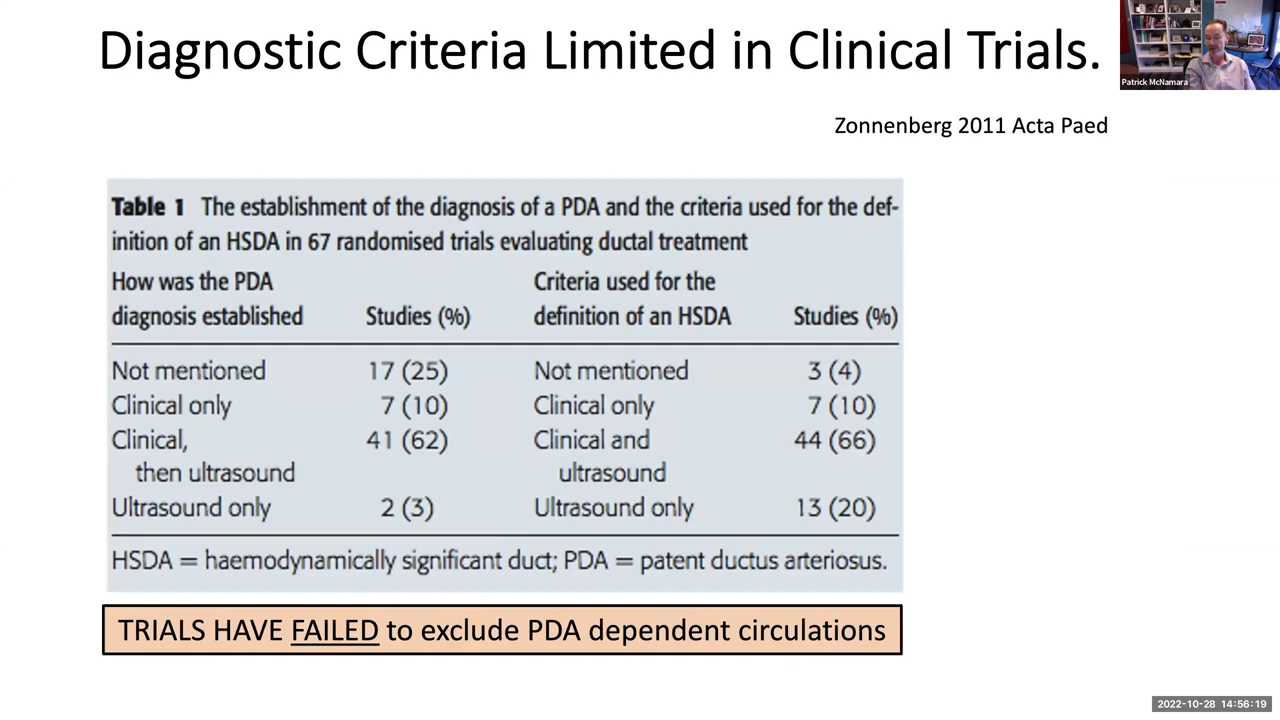 Diagnostic Criteria Limited in Clinical Trials.
Patrick McNamara
Zonnenberg 2011 Acta Paed
Table 1 The establishment of the diagnosis of a PDA and the criteria used for the def-
inition of an HSDA in 67 randomised trials evaluating ductal treatment
How was the PDA Criteria used for the
diagnosis established Studies (%) definition of an HSDA Studies (%)
Not mentioned 17 (25) Not mentioned 3 (4)
Clinical only 7 (10) Clinical only 7 (10)
Clinical, 41 (62) Clinical and 44 (66)
then ultrasound ultrasound
Ultrasound only 2 (3) Ultrasound only 13 (20)
HSDA = haemodynamically significant duct; PDA = patent ductus arteriosus.
TRIALS HAVE FAILED to exclude PDA dependent circulations
2022-10-28 14:56:19